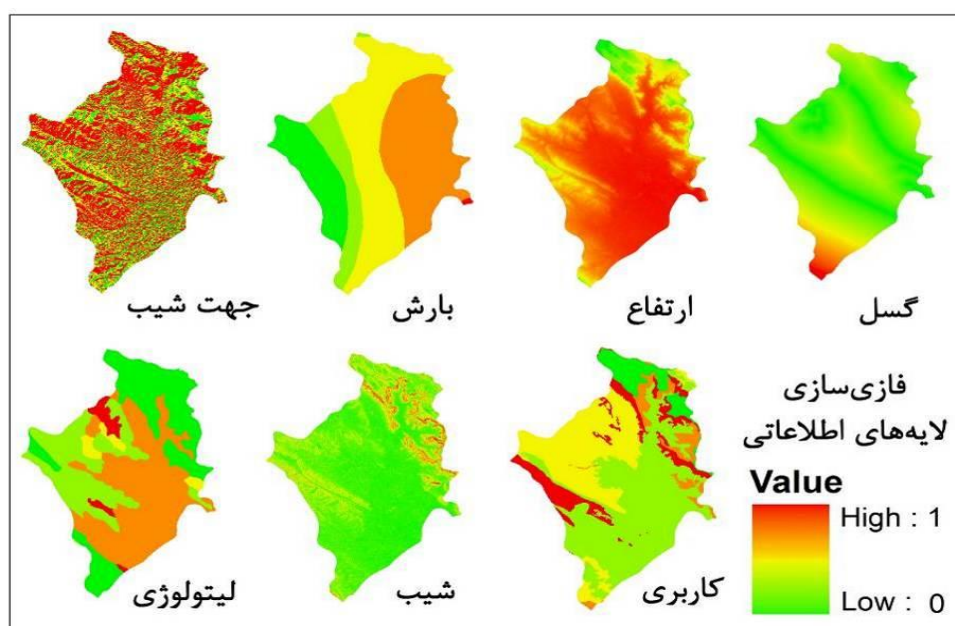 جهت شیب
بارش
ارتفاع
گسل
لیتولوژی
شیب
کاربری
فازی‌سازی
لایه‌های اطلاعاتی
Value
High : 1
Low : 0